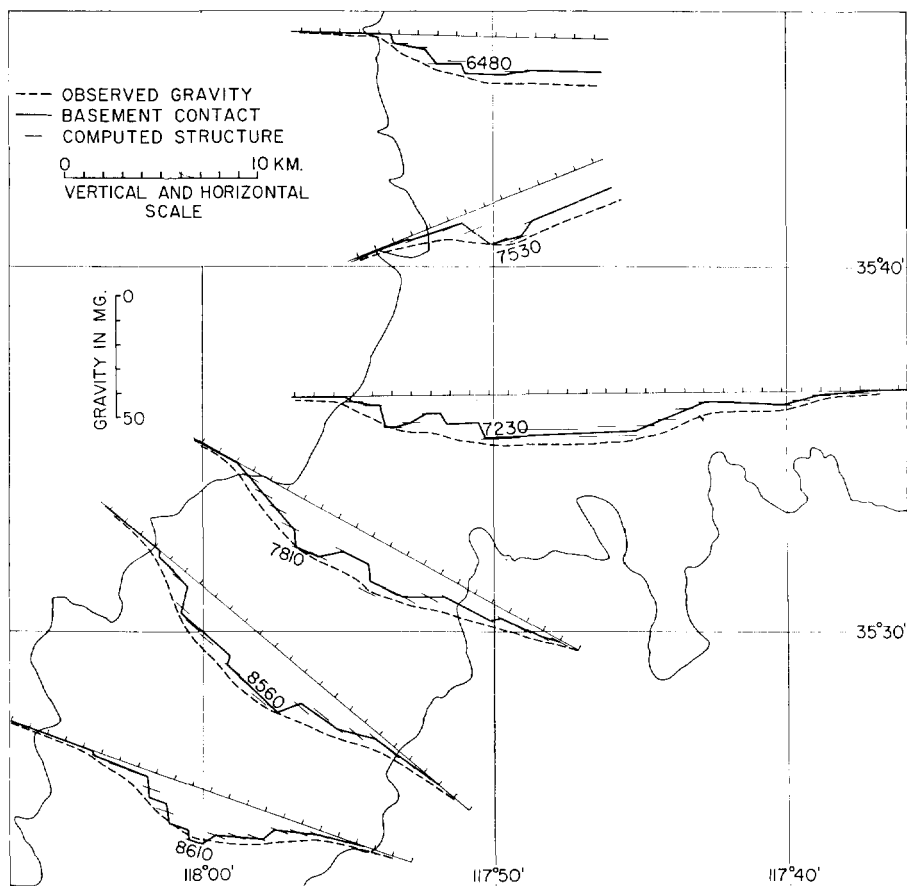 6480
--- OBSERVED GRAVITY
— BASEMENT CONTACT
— COMPUTED STRUCTURE
0 10 KM.
VERTICAL AND HORIZONTAL
SCALE
7530
35°40'
0
GRAVITY IN MG.
50
7230
7810
35°30'
8560
8610
118°00' 117°50' 117°40'